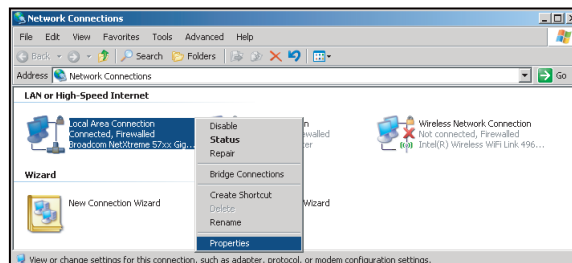 Network Connections
File Edit View Favorites Tools Advanced Help
Back Search Folders
Address Network Connections Go
LAN or High-Speed Internet
Local Area Connection
Connected, Firewalled
Broadcom NetXtreme 57xx Gig...
Disable
Status
Repair
Bridge Connections
Create Shortcut
Delete
Rename
Properties
Wireless Network Connection
Not connected, Firewalled
Intel(R) Wireless WiFi Link 496...
Wizard
New Connection Wizard
Wizard
View or change settings for this connection, such as adapter, protocol, or modem configuration settings.